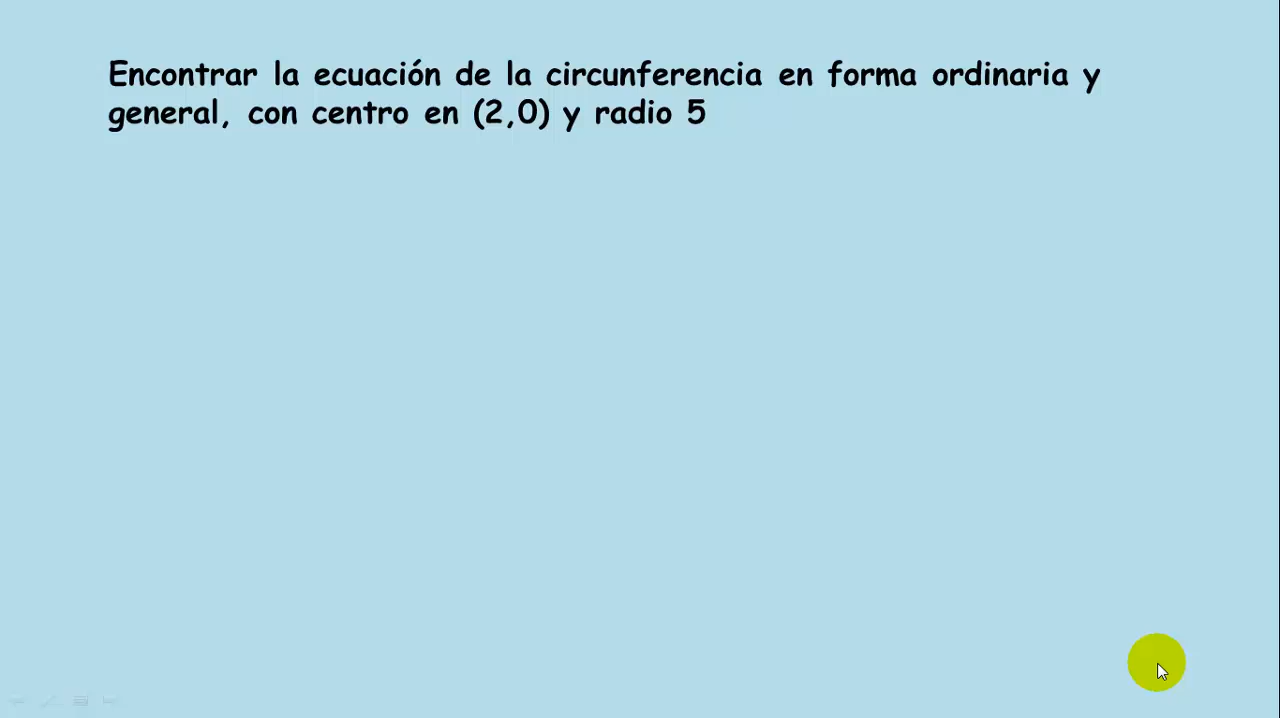 Encontrar la ecuación de la circunferencia en forma ordinaria y
general, con centro en (2,0) y radio 5